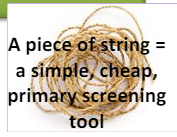 A piece of string =
a simple, cheap,
primary screening
tool